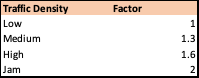 Traffic Density Factor
Low 1
Medium 1.3
High 1.6
Jam 2